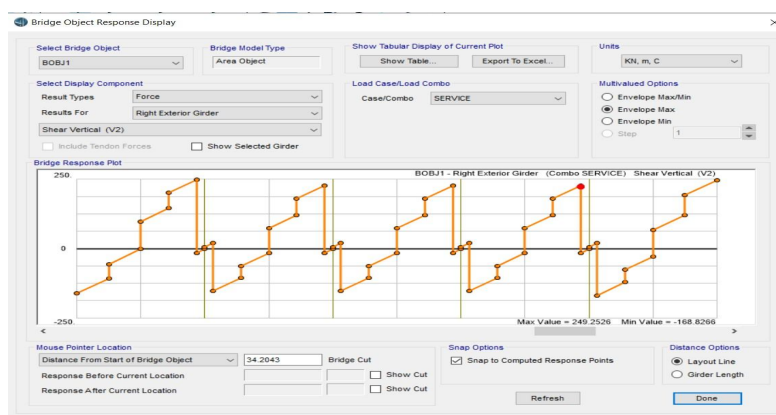 Bridge Object Response Display
Select Bridge Object
BOBJ1
Bridge Model Type
Area Object
Show Tabular Display of Current Plot
Show Table...
Export To Excel...
Units
KN, m, C
Select Display Component
Result Types
Force
Results For
Right Exterior Girder
Shear Vertical (V2)
Include Tendon Forces
Show Selected Girder
Load Case/Load Combo
Case/Combo
SERVICE
Multivalued Options
Envelope Max/Min
Envelope Max
Envelope Min
Step
1
Bridge Response Plot
250.
BOBJ1 - Right Exterior Girder (Combo SERVICE) Shear Vertical (V2)
0
-250.
Max Value = 249.2526 Min Value = -168.8266
Mouse Pointer Location
Distance From Start of Bridge Object
34.2043
Bridge Cut
Response Before Current Location
Show Cut
Response After Current Location
Show Cut
Snap Options
Snap to Computed Response Points
Distance Options
Layout Line
Girder Length
Refresh
Done